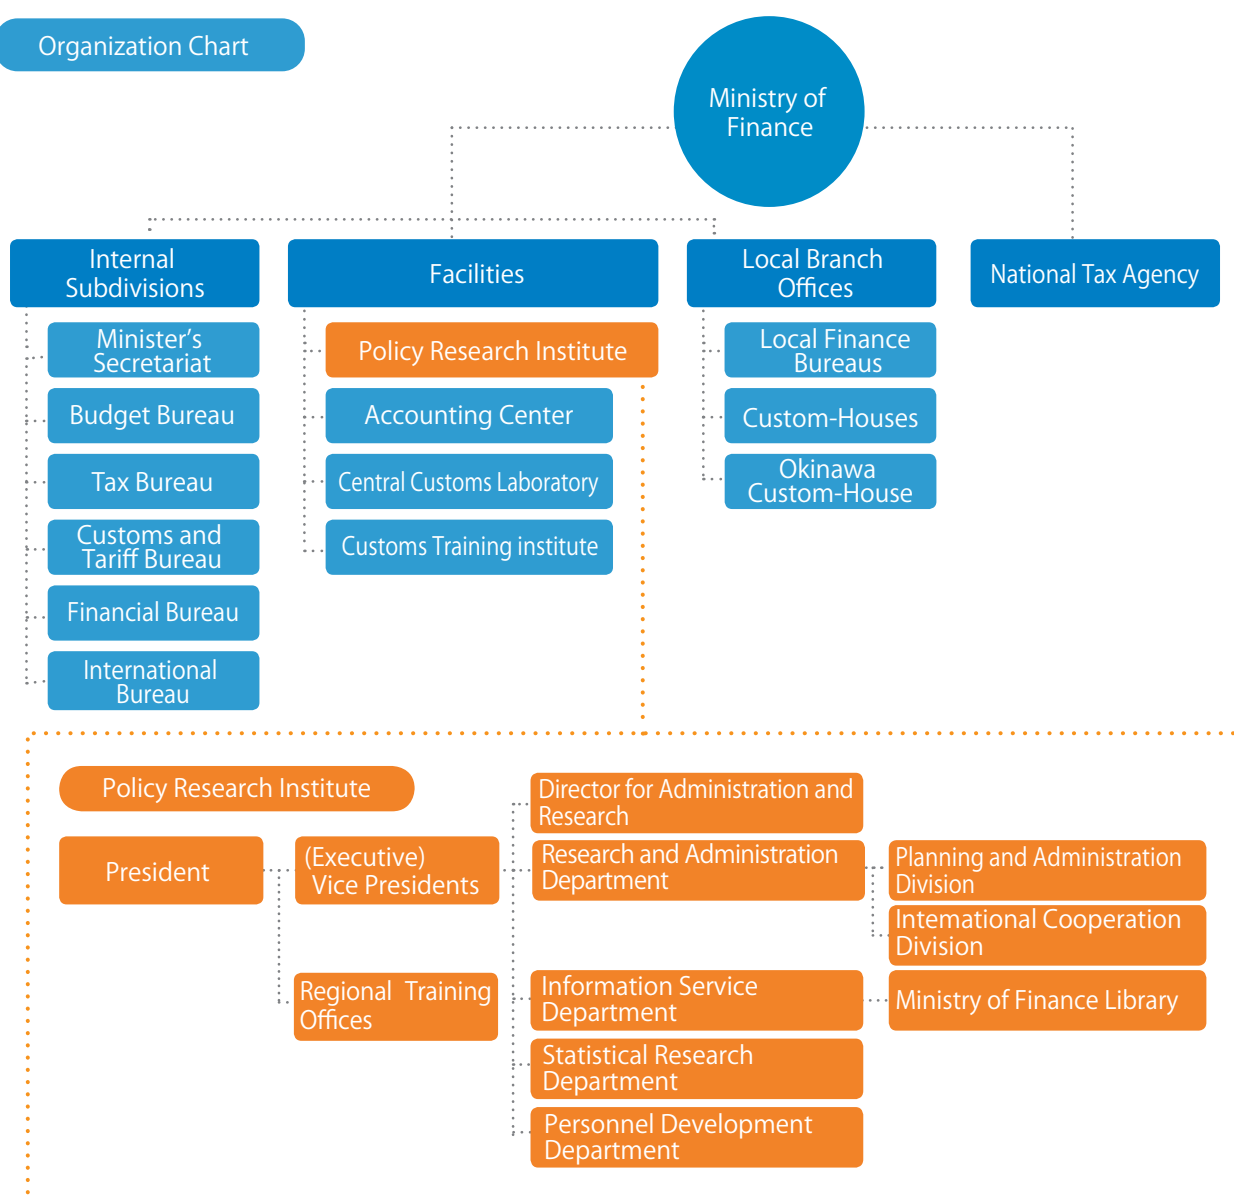 Organization Chart
Ministry of
Finance
Internal
Subdivisions
Facilities
Local Branch
Offices
National Tax Agency
Minister’s
Secretariat
Budget Bureau
Tax Bureau
Customs and
Tariff Bureau
Financial Bureau
International
Bureau
Policy Research Institute
Accounting Center
Central Customs Laboratory
Customs Training institute
Local Finance
Bureaus
Custom-Houses
Okinawa
Custom-House
Policy Research Institute
President
(Executive)
Vice Presidents
Regional Training
Offices
Director for Administration and
Research
Research and Administration
Department
Planning and Administration
Division
International Cooperation
Division
Information Service
Department
Ministry of Finance Library
Statistical Research
Department
Personnel Development
Department